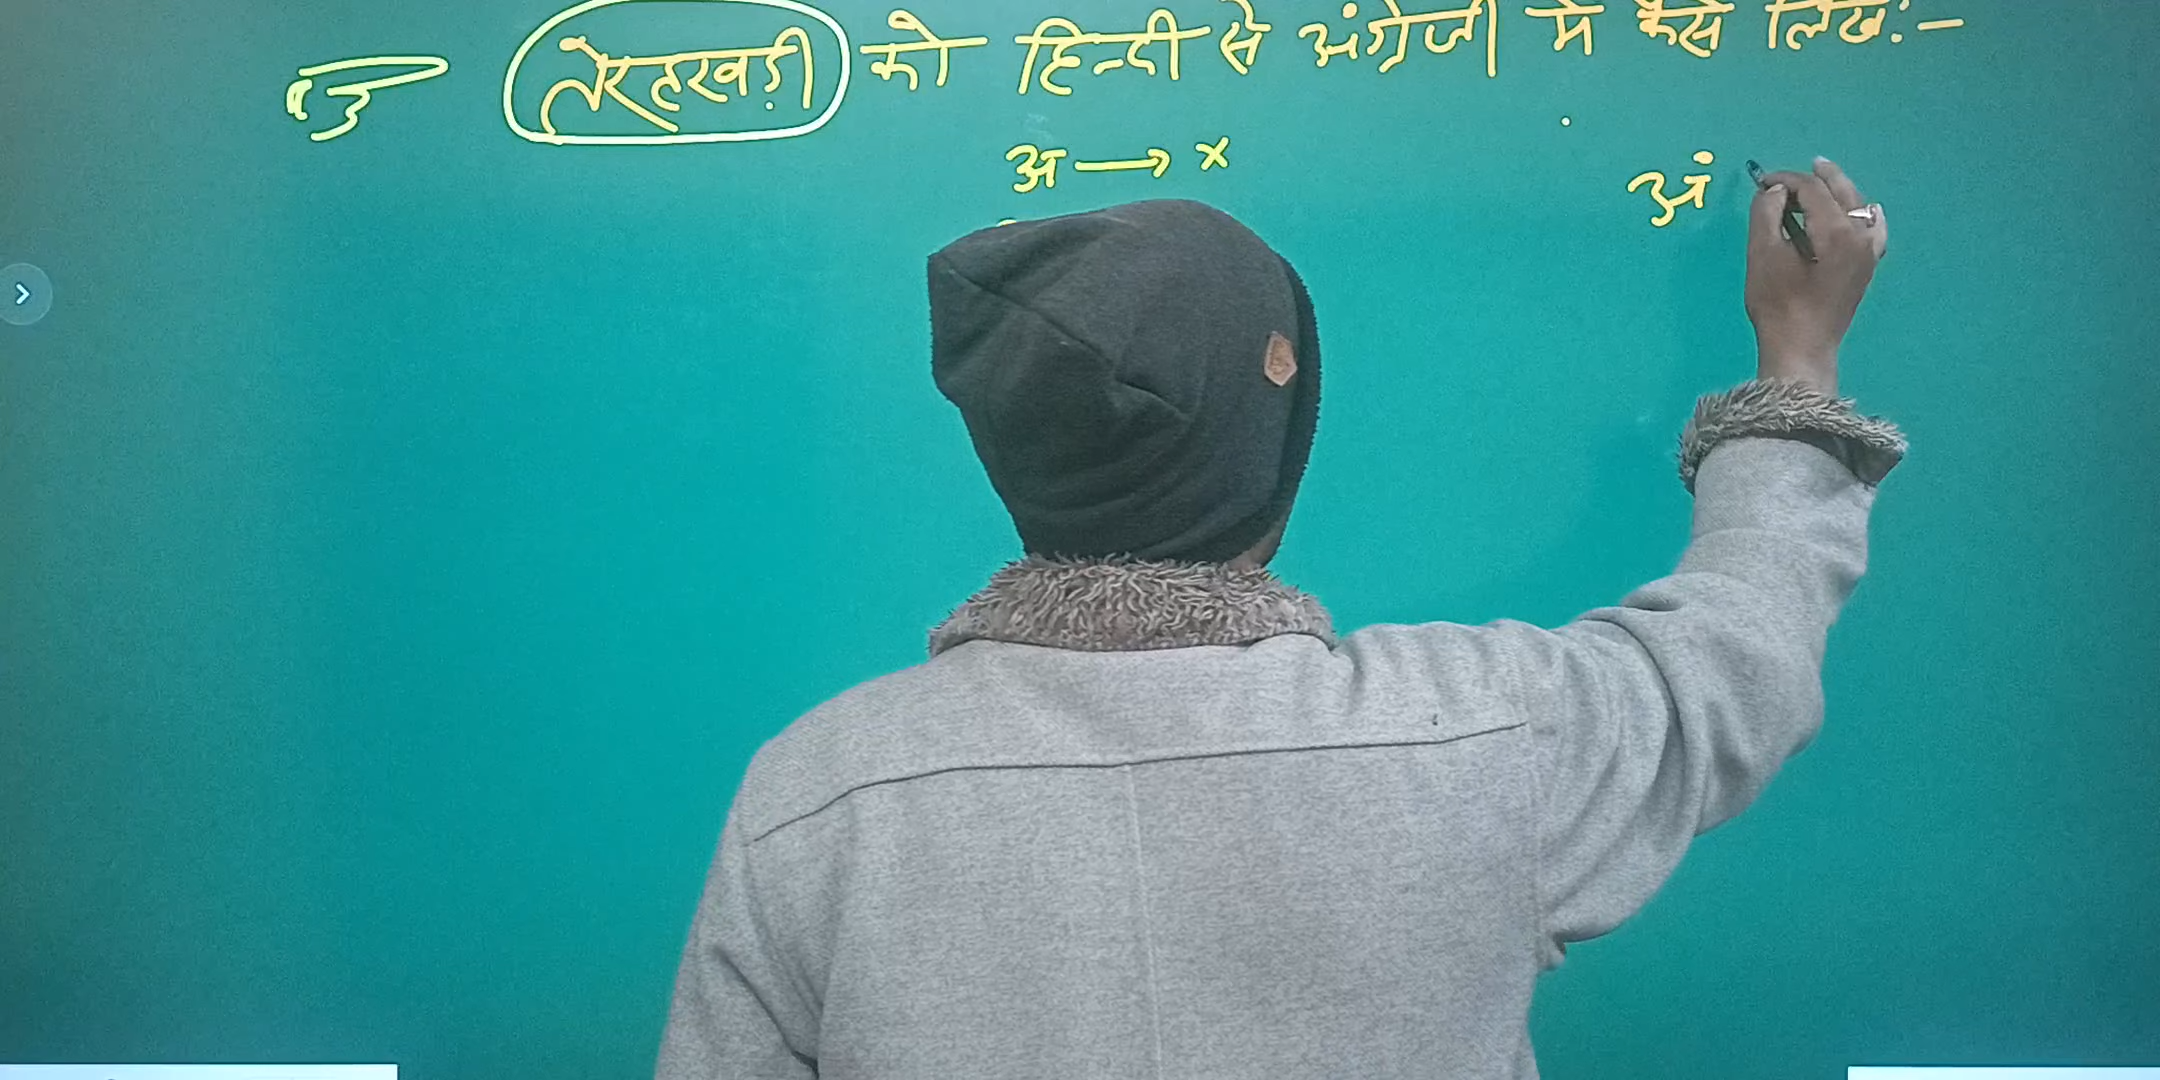 तेरहखड़ी को हिन्दी से अंग्रेजी में कैसे लिखें:-
अ → x
अं